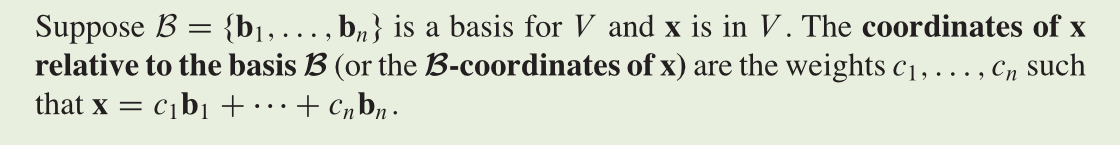 Suppose ℬ = {b₁, . . . , bₙ} is a basis for V and x is in V. The coordinates of x
relative to the basis ℬ (or the ℬ-coordinates of x) are the weights c₁, . . . , cₙ such
that x = c₁b₁ + ··· + cₙbₙ.